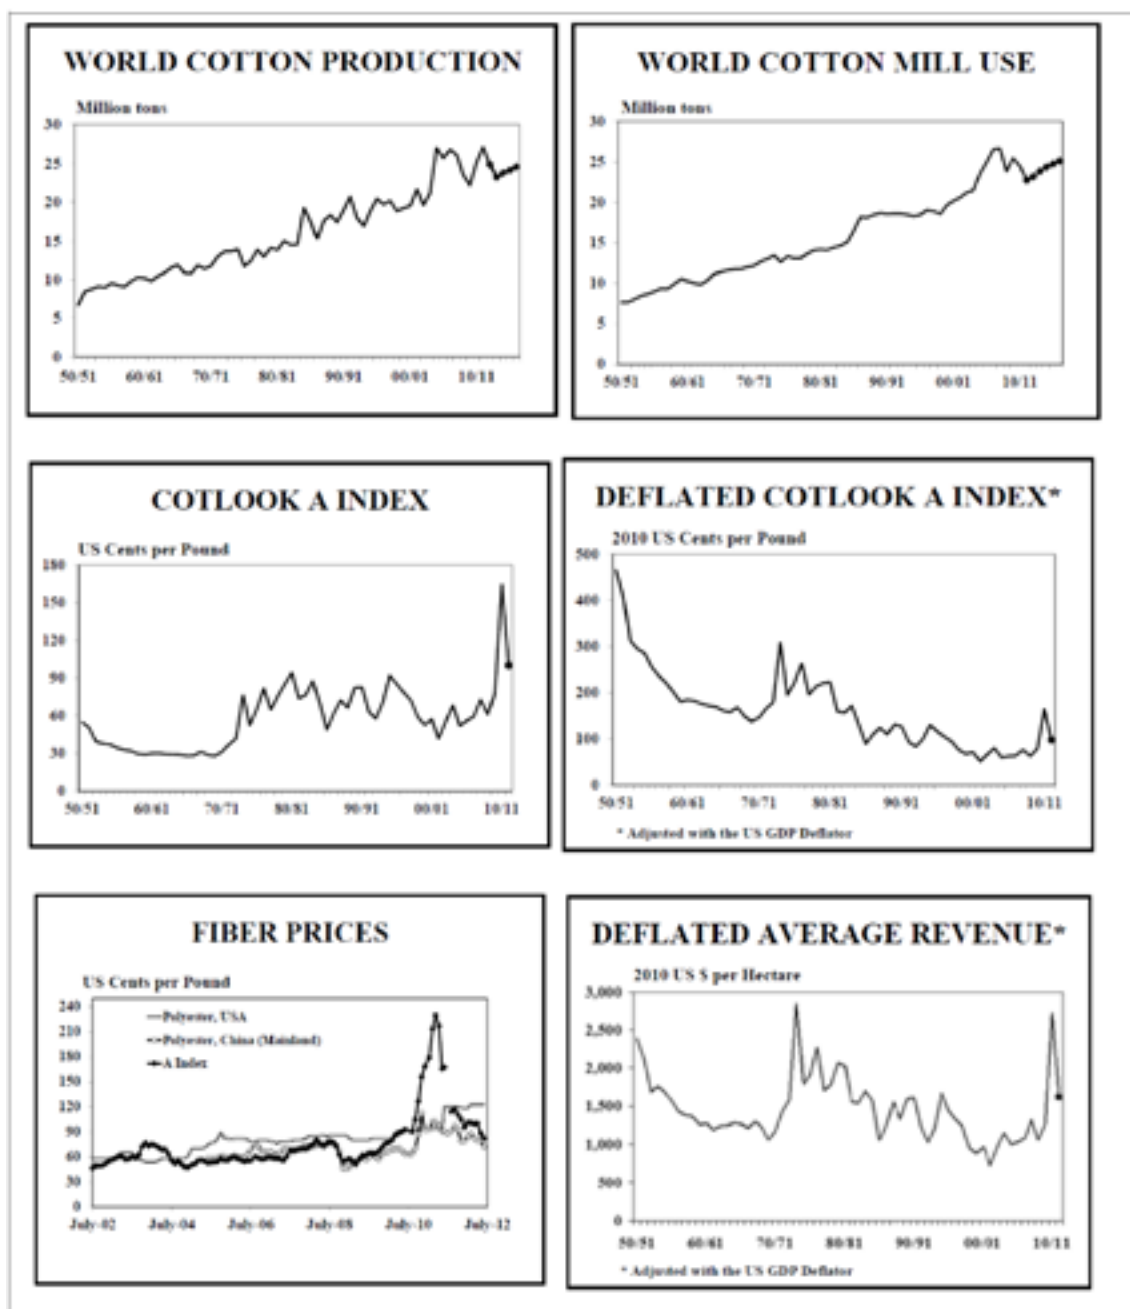 WORLD COTTON PRODUCTION
Million tons
30
25
20
15
10
5
0
50/51 60/61 70/71 80/81 90/91 00/01 10/11
WORLD COTTON MILL USE
Million tons
30
25
20
15
10
5
0
50/51 60/61 70/71 80/81 90/91 00/01 10/11
COTLOOK A INDEX
US Cents per Pound
180
150
120
90
60
30
0
50/51 60/61 70/71 80/81 90/91 00/01 10/11
DEFLATED COTLOOK A INDEX*
2010 US Cents per Pound
500
400
300
200
100
0
50/51 60/61 70/71 80/81 90/91 00/01 10/11
* Adjusted with the US GDP Deflator
FIBER PRICES
US Cents per Pound
240
210
180
150
120
90
60
30
0
Polyester, USA
Polyester, China (Mainland)
A Index
July-02 July-04 July-06 July-08 July-10 July-12
DEFLATED AVERAGE REVENUE*
2010 US $ per Hectare
3,000
2,500
2,000
1,500
1,000
500
0
50/51 60/61 70/71 80/81 90/91 00/01 10/11
* Adjusted with the US GDP Deflator